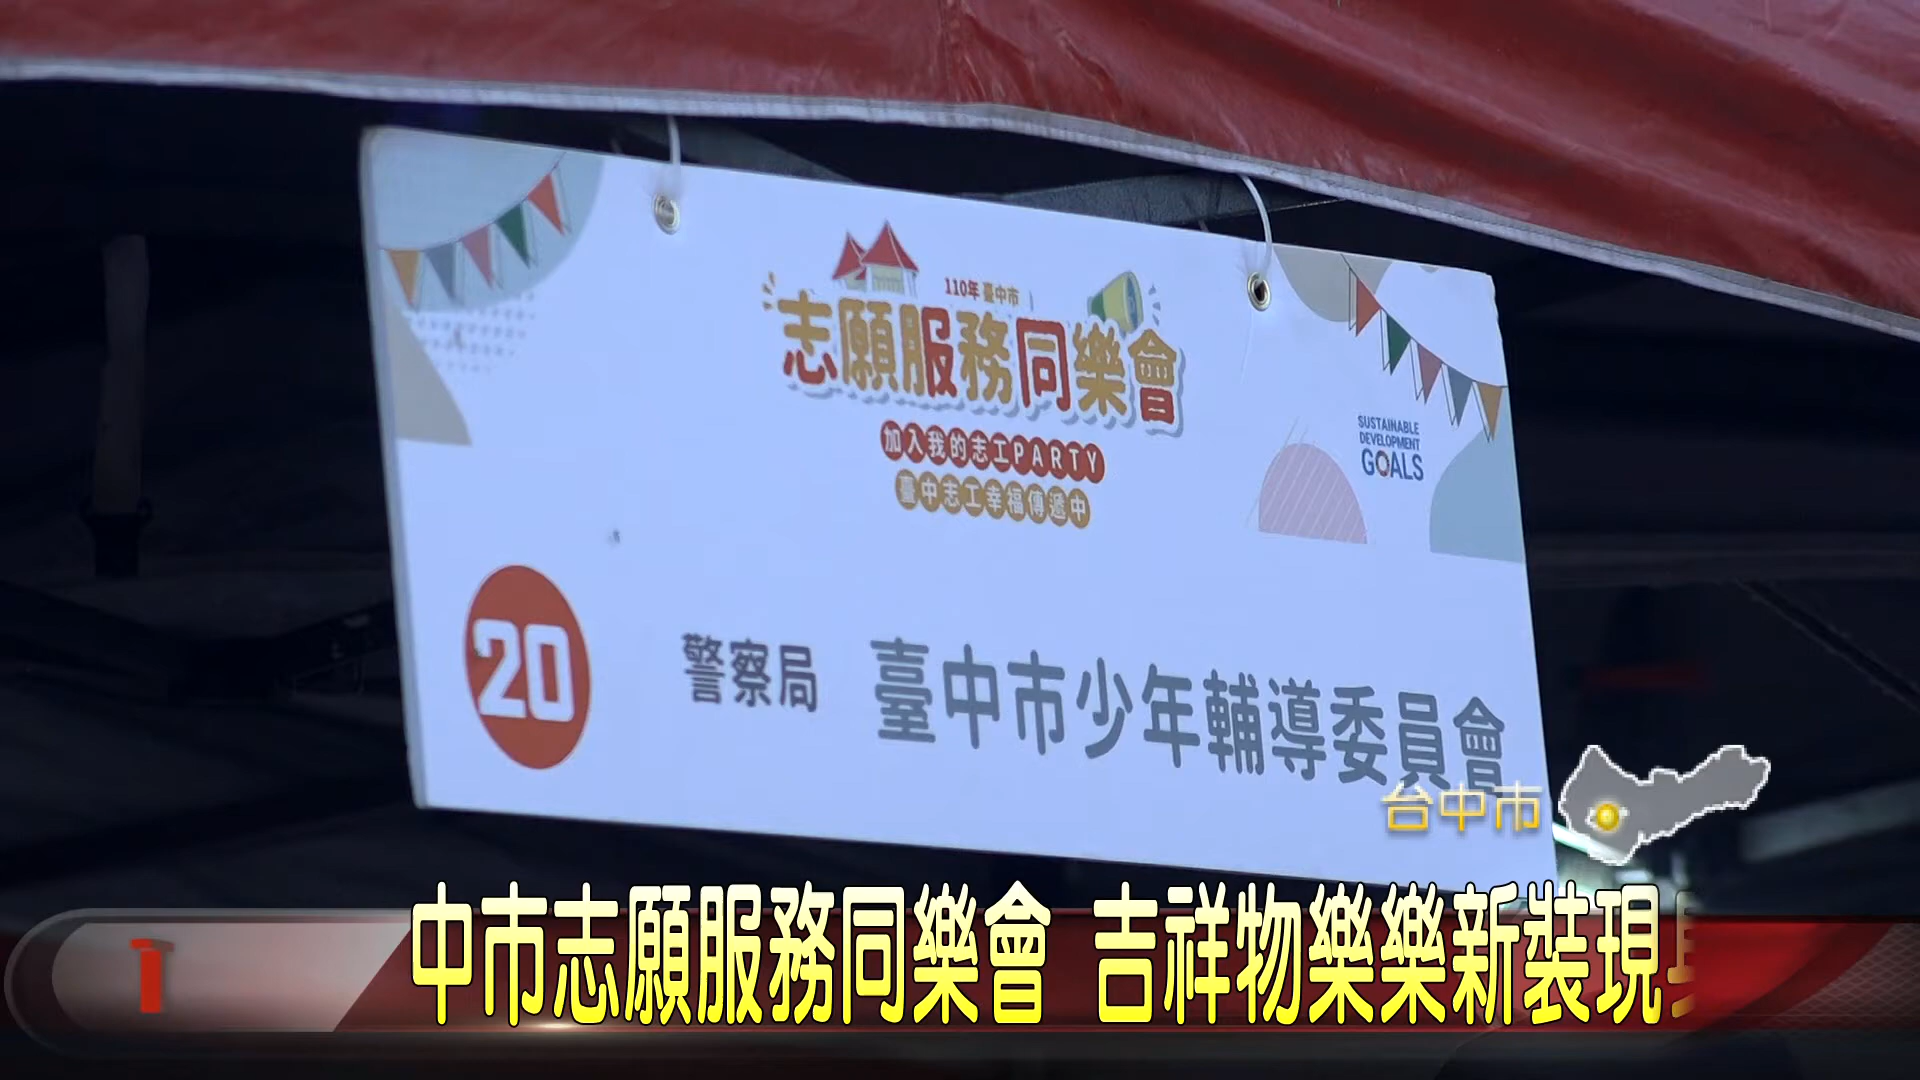 110年臺中市
志願服務同樂會
加入我的志工PARTY
臺中志工幸福傳遞中
SUSTAINABLE
DEVELOPMENT
GOALS
20 警察局 臺中市少年輔導委員會
台中市
中市志願服務同樂會 吉祥物樂樂新裝現